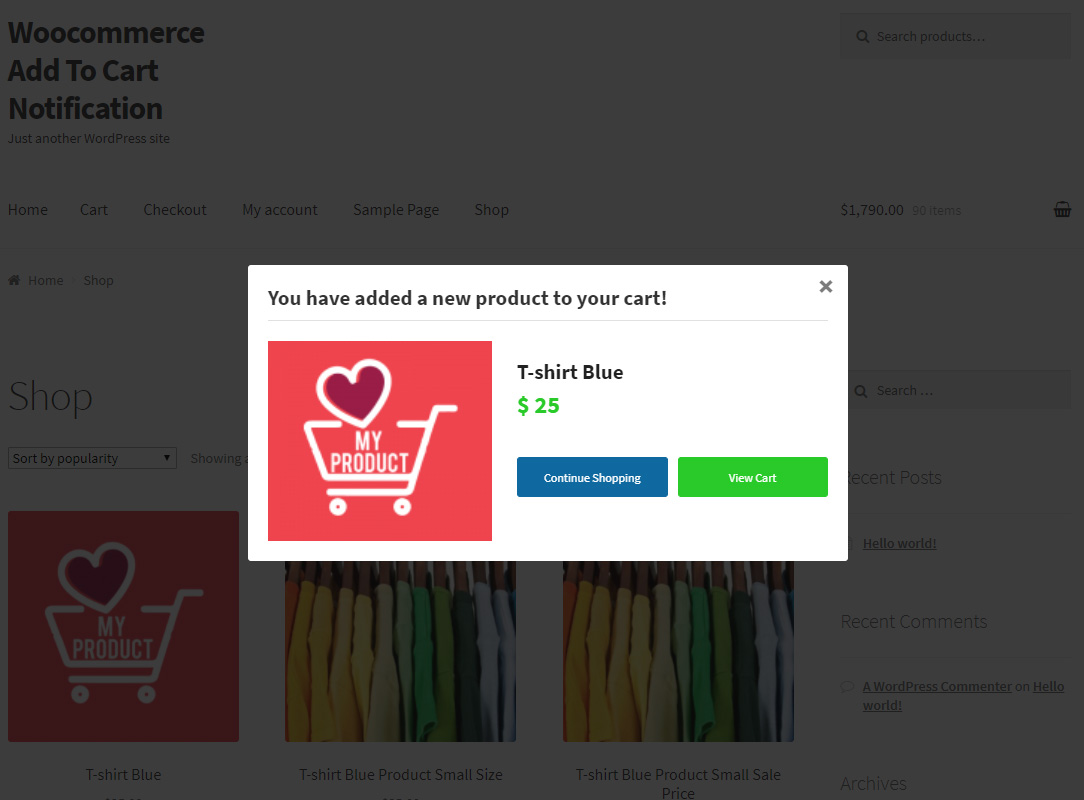 Woocommerce
Add To Cart
Notification
Just another WordPress site
Search products…
Home
Cart
Checkout
My account
Sample Page
Shop
$1,790.00 90 items
Home
Shop
You have added a new product to your cart!
×
MY
PRODUCT
T-shirt Blue
$ 25
Continue Shopping
View Cart
Shop
Sort by popularity
Showing
Search …
Recent Posts
Hello world!
Recent Comments
A WordPress Commenter on Hello
world!
Archives
MY
PRODUCT
T-shirt Blue
T-shirt Blue Product Small Size
T-shirt Blue Product Small Sale
Price